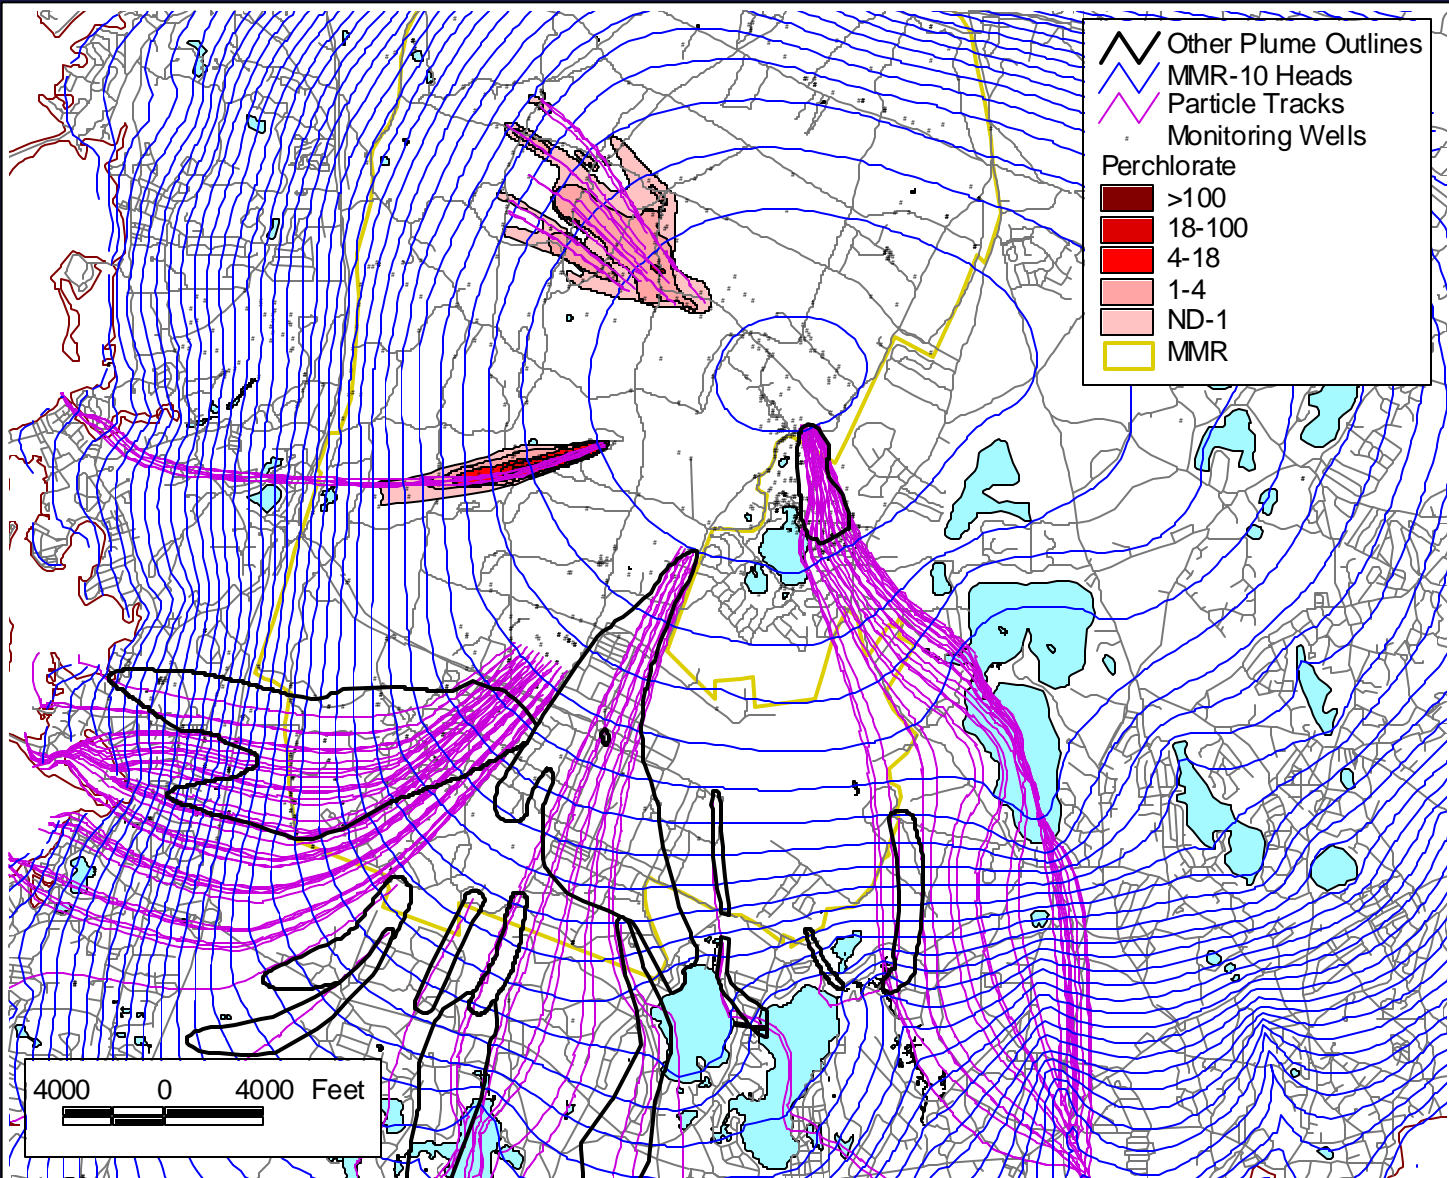 Other Plume Outlines
MMR-10 Heads
Particle Tracks
Monitoring Wells
Perchlorate
>100
18-100
4-18
1-4
ND-1
MMR
4000 0 4000 Feet